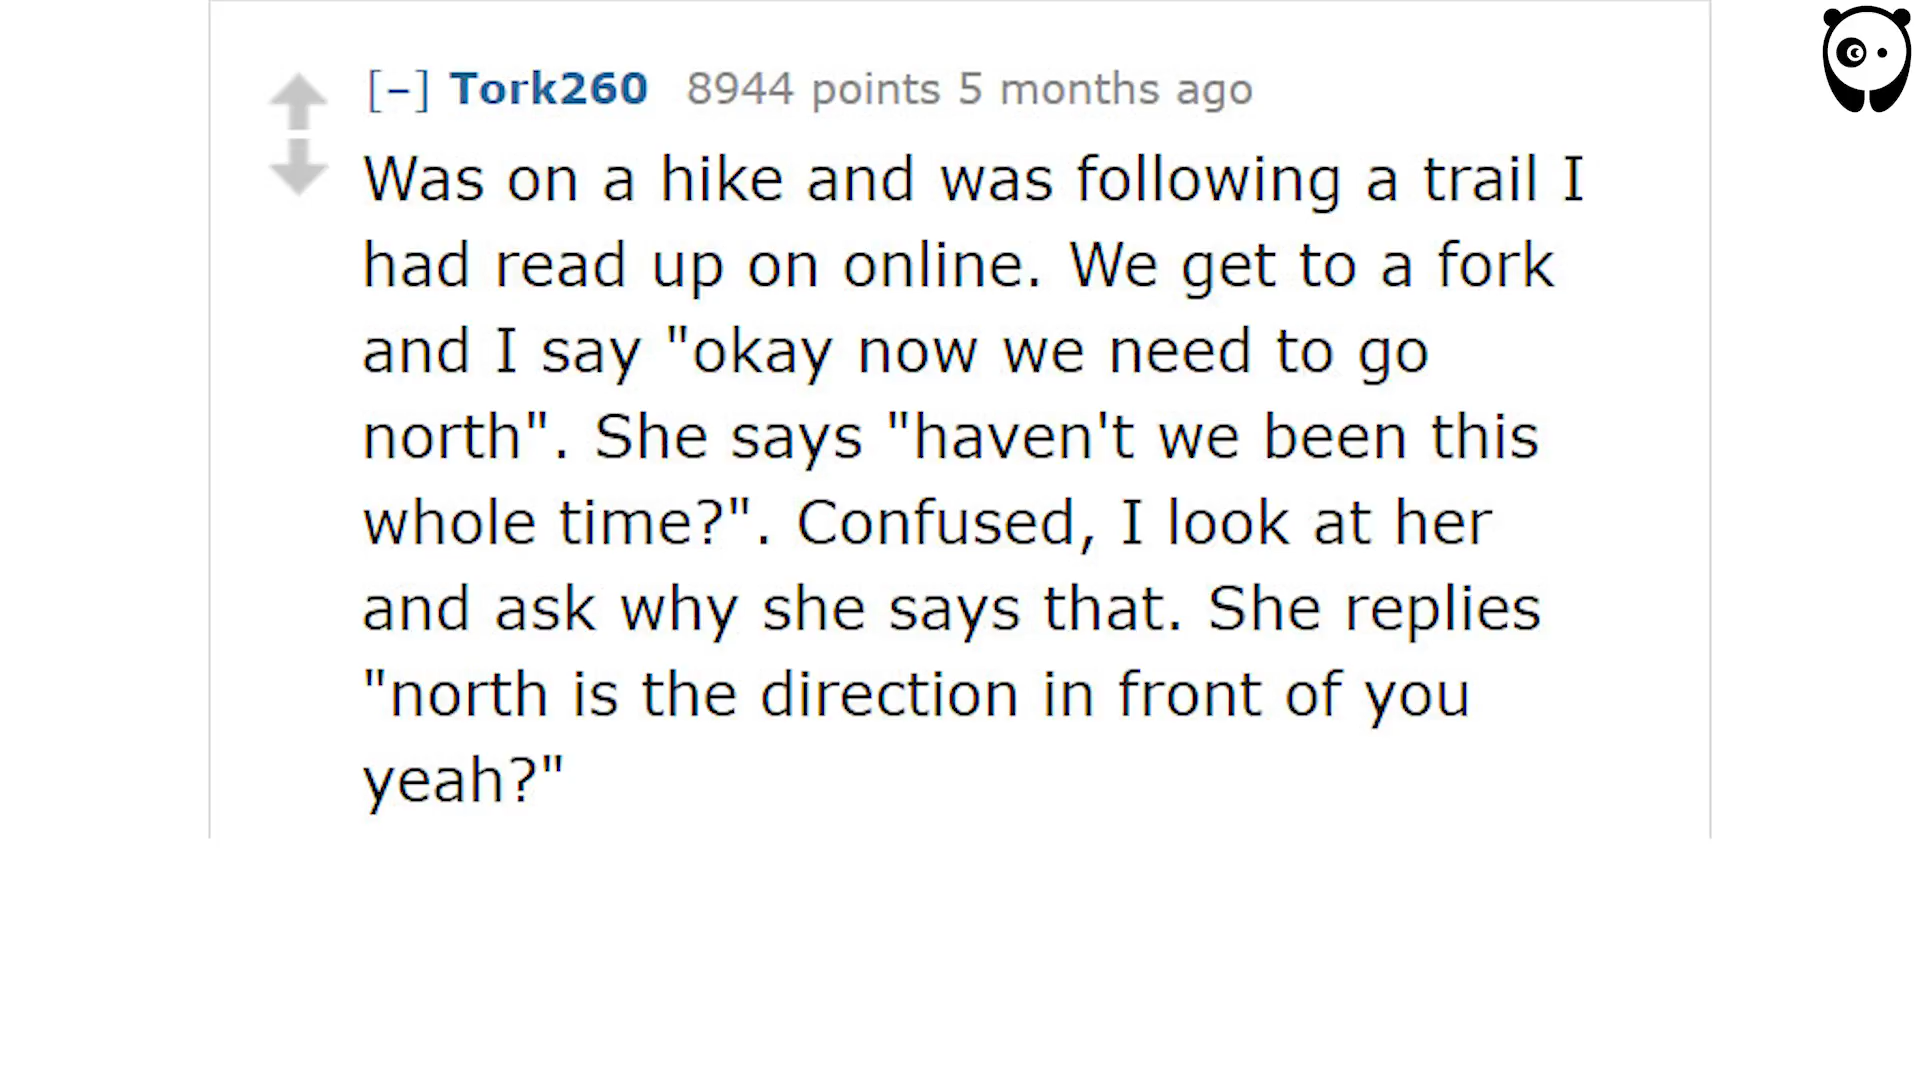 [–] Tork260 8944 points 5 months ago
Was on a hike and was following a trail I
had read up on online. We get to a fork
and I say "okay now we need to go
north". She says "haven't we been this
whole time?". Confused, I look at her
and ask why she says that. She replies
"north is the direction in front of you
yeah?"